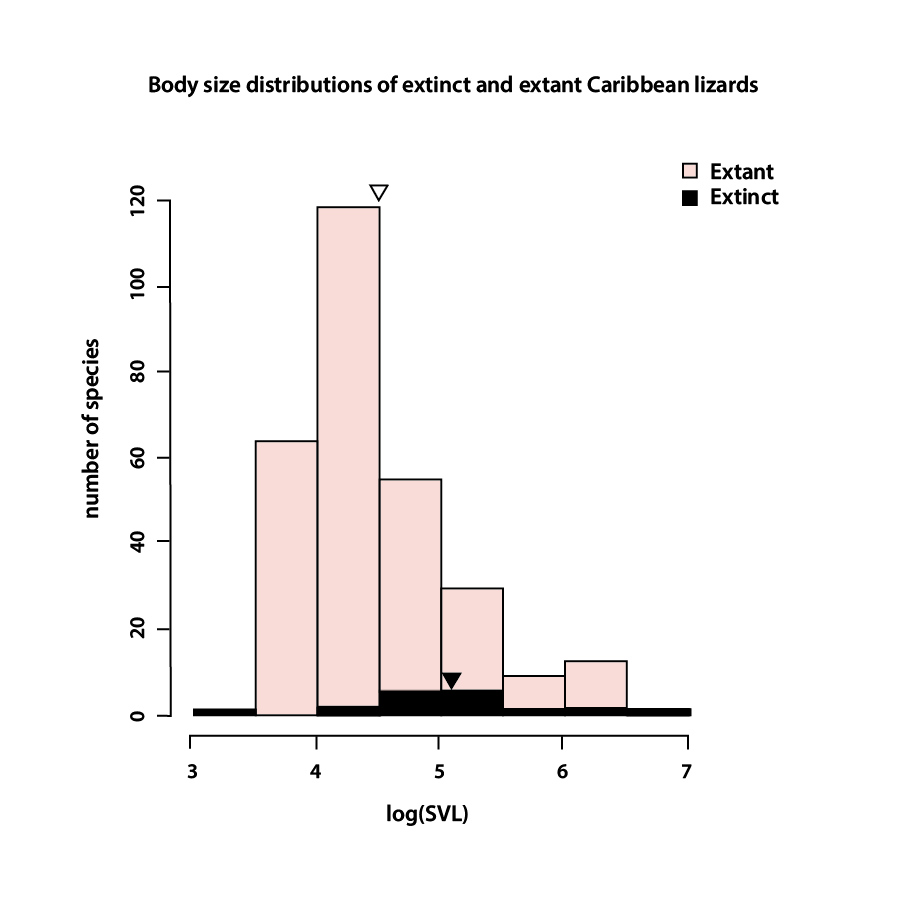 Body size distributions of extinct and extant Caribbean lizards
Extant
Extinct
120
100
80
60
40
20
0
number of species
3 4 5 6 7
log(SVL)